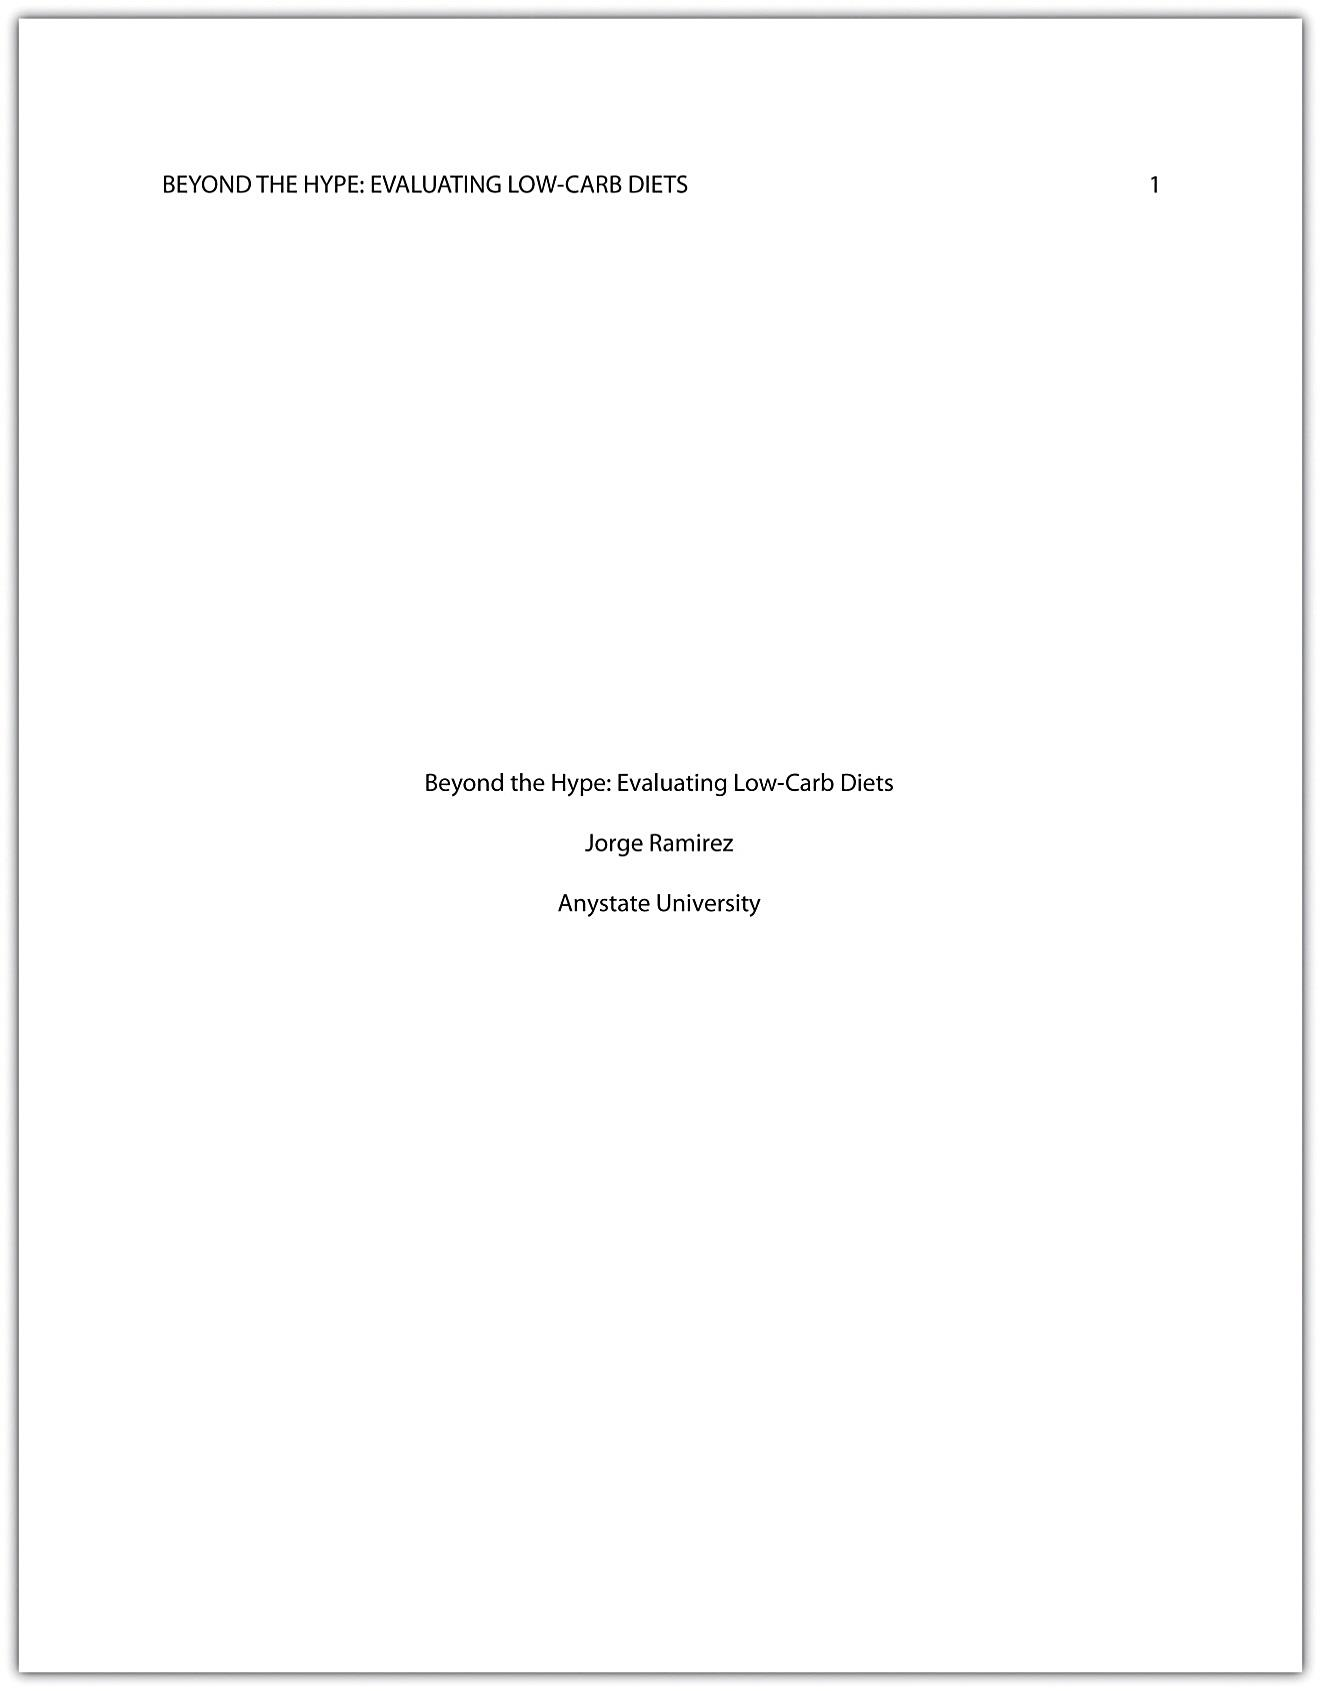 BEYOND THE HYPE: EVALUATING LOW-CARB DIETS 1
Beyond the Hype: Evaluating Low-Carb Diets
Jorge Ramirez
Anystate University